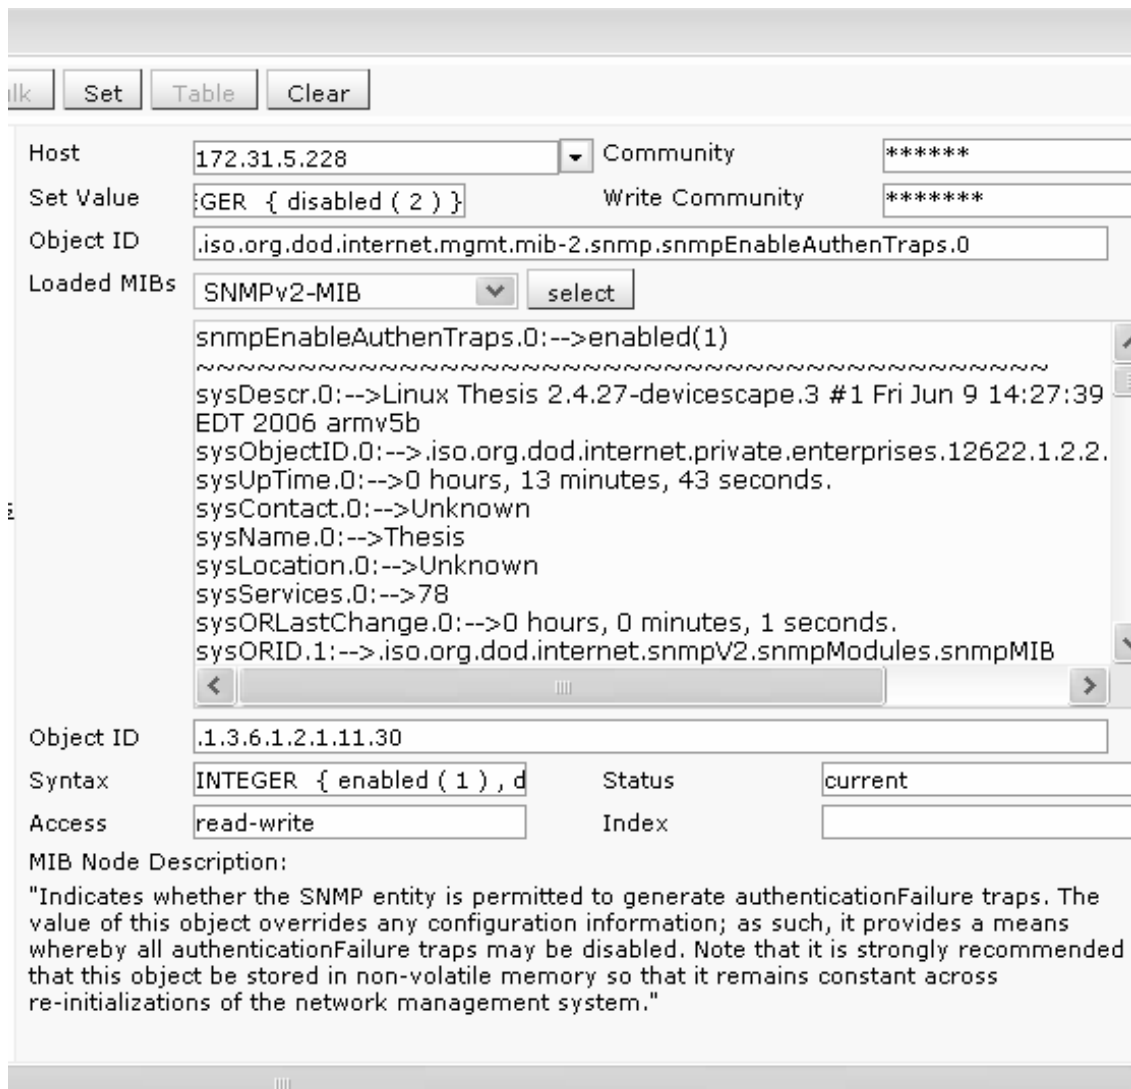 Set Table Clear
Host 172.31.5.228 Community ******
Set Value GER { disabled ( 2 ) } Write Community *******
Object ID .iso.org.dod.internet.mgmt.mib-2.snmp.snmpEnableAuthenTraps.0
Loaded MIBs SNMPv2-MIB select
snmpEnableAuthenTraps.0:-->enabled(1)
~~~~~~~~~~~~~~~~~~~~~~~~~~~~~~~~~~~~~~~~
sysDescr.0:-->Linux Thesis 2.4.27-devicescape.3 #1 Fri Jun 9 14:27:39
EDT 2006 armv5b
sysObjectID.0:-->.iso.org.dod.internet.private.enterprises.12622.1.2.2.
sysUpTime.0:-->0 hours, 13 minutes, 43 seconds.
sysContact.0:-->Unknown
sysName.0:-->Thesis
sysLocation.0:-->Unknown
sysServices.0:-->78
sysORLastChange.0:-->0 hours, 0 minutes, 1 seconds.
sysORID.1:-->.iso.org.dod.internet.snmpV2.snmpModules.snmpMIB
Object ID .1.3.6.1.2.1.11.30
Syntax INTEGER { enabled ( 1 ) , d Status current
Access read-write Index
MIB Node Description:
"Indicates whether the SNMP entity is permitted to generate authenticationFailure traps. The
value of this object overrides any configuration information; as such, it provides a means
whereby all authenticationFailure traps may be disabled. Note that it is strongly recommended
that this object be stored in non-volatile memory so that it remains constant across
re-initializations of the network management system."